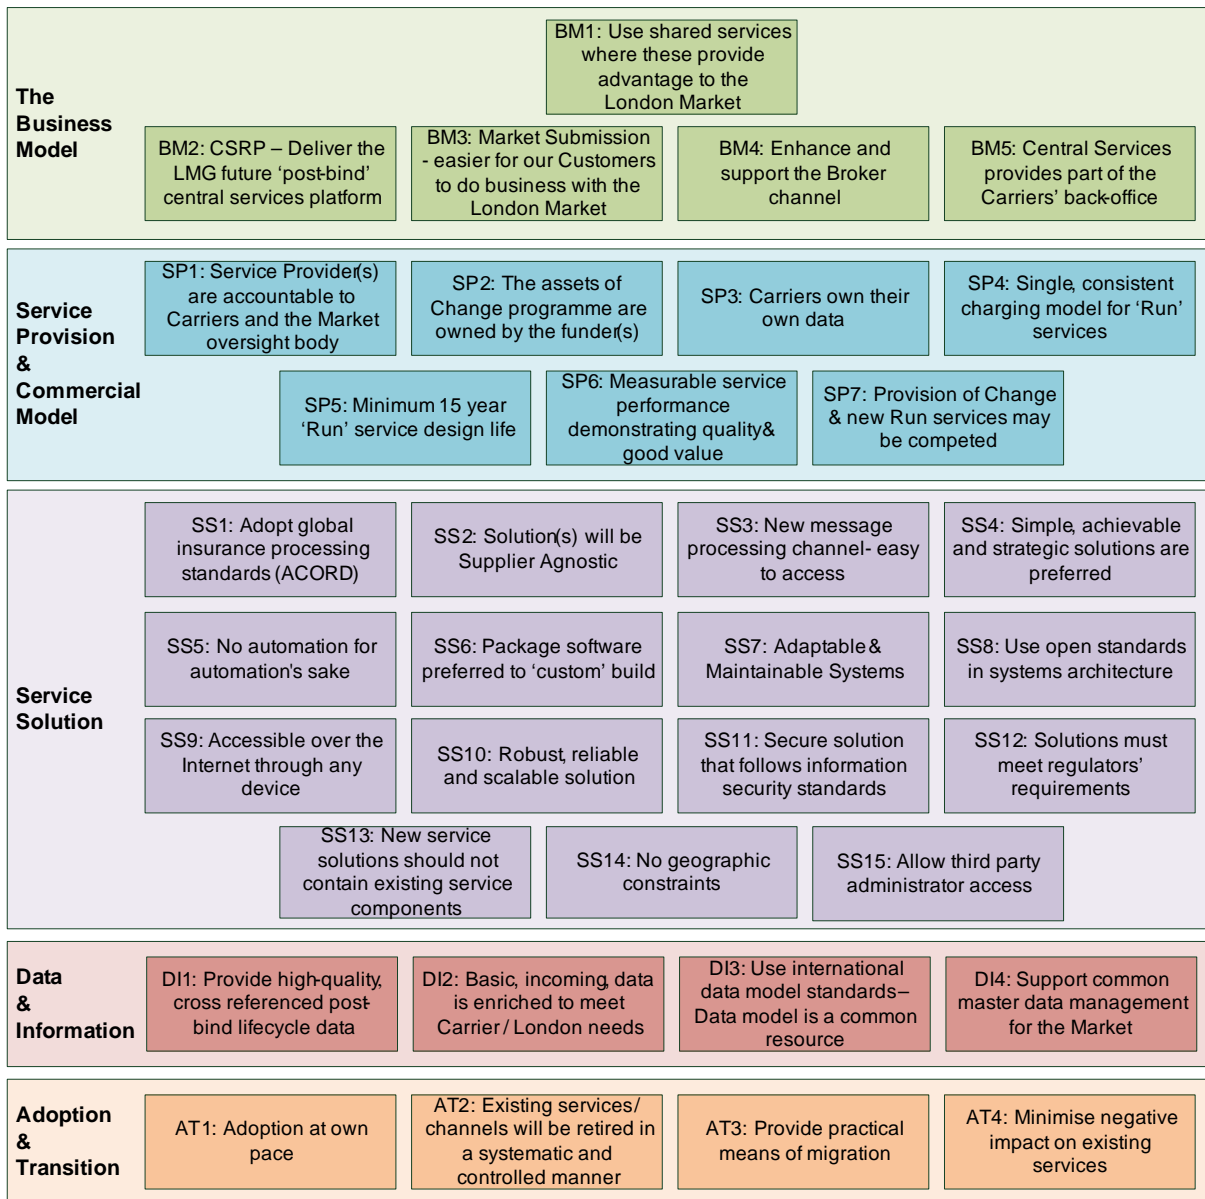 The
Business
Model
BM1: Use shared services
where these provide
advantage to the
London Market
BM2: CSRP – Deliver the
LMG future ‘post-bind’
central services platform
BM3: Market Submission
- easier for our Customers
to do business with the
London Market
BM4: Enhance and
support the Broker
channel
BM5: Central Services
provides part of the
Carriers’ back-office
Service
Provision
&
Commercial
Model
SP1: Service Provider(s)
are accountable to
Carriers and the Market
oversight body
SP2: The assets of
Change programme are
owned by the funder(s)
SP3: Carriers own their
own data
SP4: Single, consistent
charging model for ‘Run’
services
SP5: Minimum 15 year
‘Run’ service design life
SP6: Measurable service
performance
demonstrating quality&
good value
SP7: Provision of Change
& new Run services may
be competed
Service
Solution
SS1: Adopt global
insurance processing
standards (ACORD)
SS2: Solution(s) will be
Supplier Agnostic
SS3: New message
processing channel- easy
to access
SS4: Simple, achievable
and strategic solutions are
preferred
SS5: No automation for
automation's sake
SS6: Package software
preferred to ‘custom’ build
SS7: Adaptable &
Maintainable Systems
SS8: Use open standards
in systems architecture
SS9: Accessible over the
Internet through any
device
SS10: Robust, reliable
and scalable solution
SS11: Secure solution
that follows information
security standards
SS12: Solutions must
meet regulators’
requirements
SS13: New service
solutions should not
contain existing service
components
SS14: No geographic
constraints
SS15: Allow third party
administrator access
Data
&
Information
DI1: Provide high-quality,
cross referenced post-
bind lifecycle data
DI2: Basic, incoming, data
is enriched to meet
Carrier / London needs
DI3: Use international
data model standards –
Data model is a common
resource
DI4: Support common
master data management
for the Market
Adoption
&
Transition
AT1: Adoption at own
pace
AT2: Existing services/
channels will be retired in
a systematic and
controlled manner
AT3: Provide practical
means of migration
AT4: Minimise negative
impact on existing
services